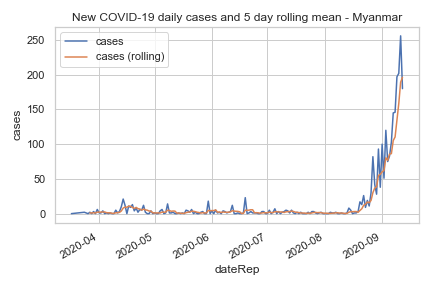 New COVID-19 daily cases and 5 day rolling mean - Myanmar
cases
cases (rolling)
250
200
150
100
50
0
cases
2020-04
2020-05
2020-06
2020-07
2020-08
2020-09
dateRep